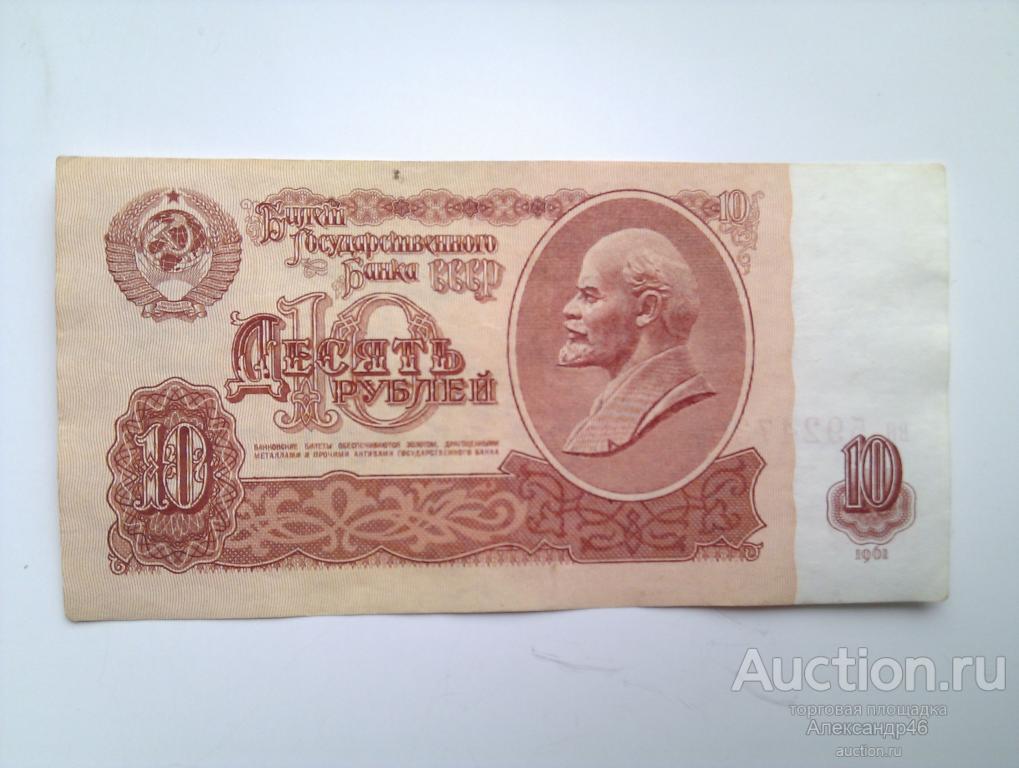 Билет
Государственного
Банка СССР
10
10
Десять
рублей
БАНКОВСКИЕ БИЛЕТЫ ОБЕСПЕЧИВАЮТСЯ ЗОЛОТОМ, ДРАГОЦЕННЫМИ
МЕТАЛЛАМИ И ПРОЧИМИ АКТИВАМИ ГОСУДАРСТВЕННОГО БАНКА
10
10
1961
Auction.ru
торговая площадка
Александр46
auction.ru